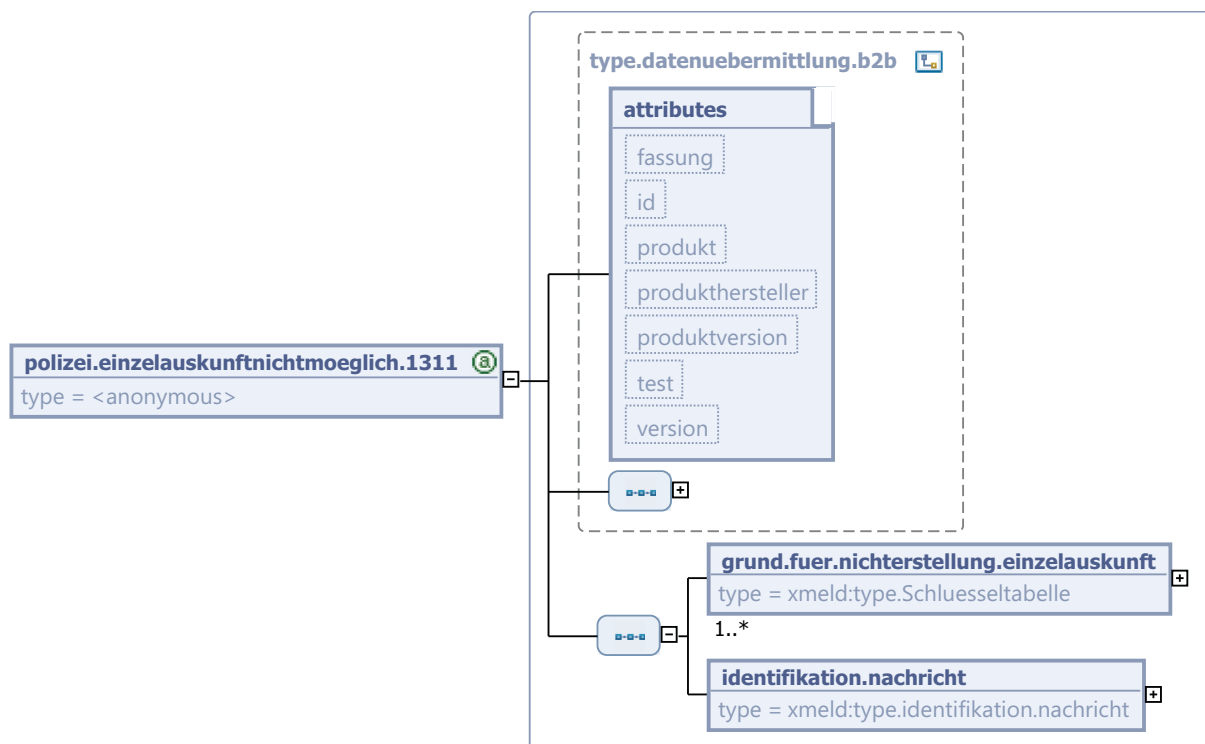 type.datenuebermittlung.b2b
attributes
fassung
id
produkt
produkthersteller
produktversion
test
version
polizei.einzelauskunftnichtmoeglich.1311 @
type = <anonymous>
grund.fuer.nichterstellung.einzelauskunft
type = xmeld:type.Schluesseltabelle
1..*
identifikation.nachricht
type = xmeld:type.identifikation.nachricht